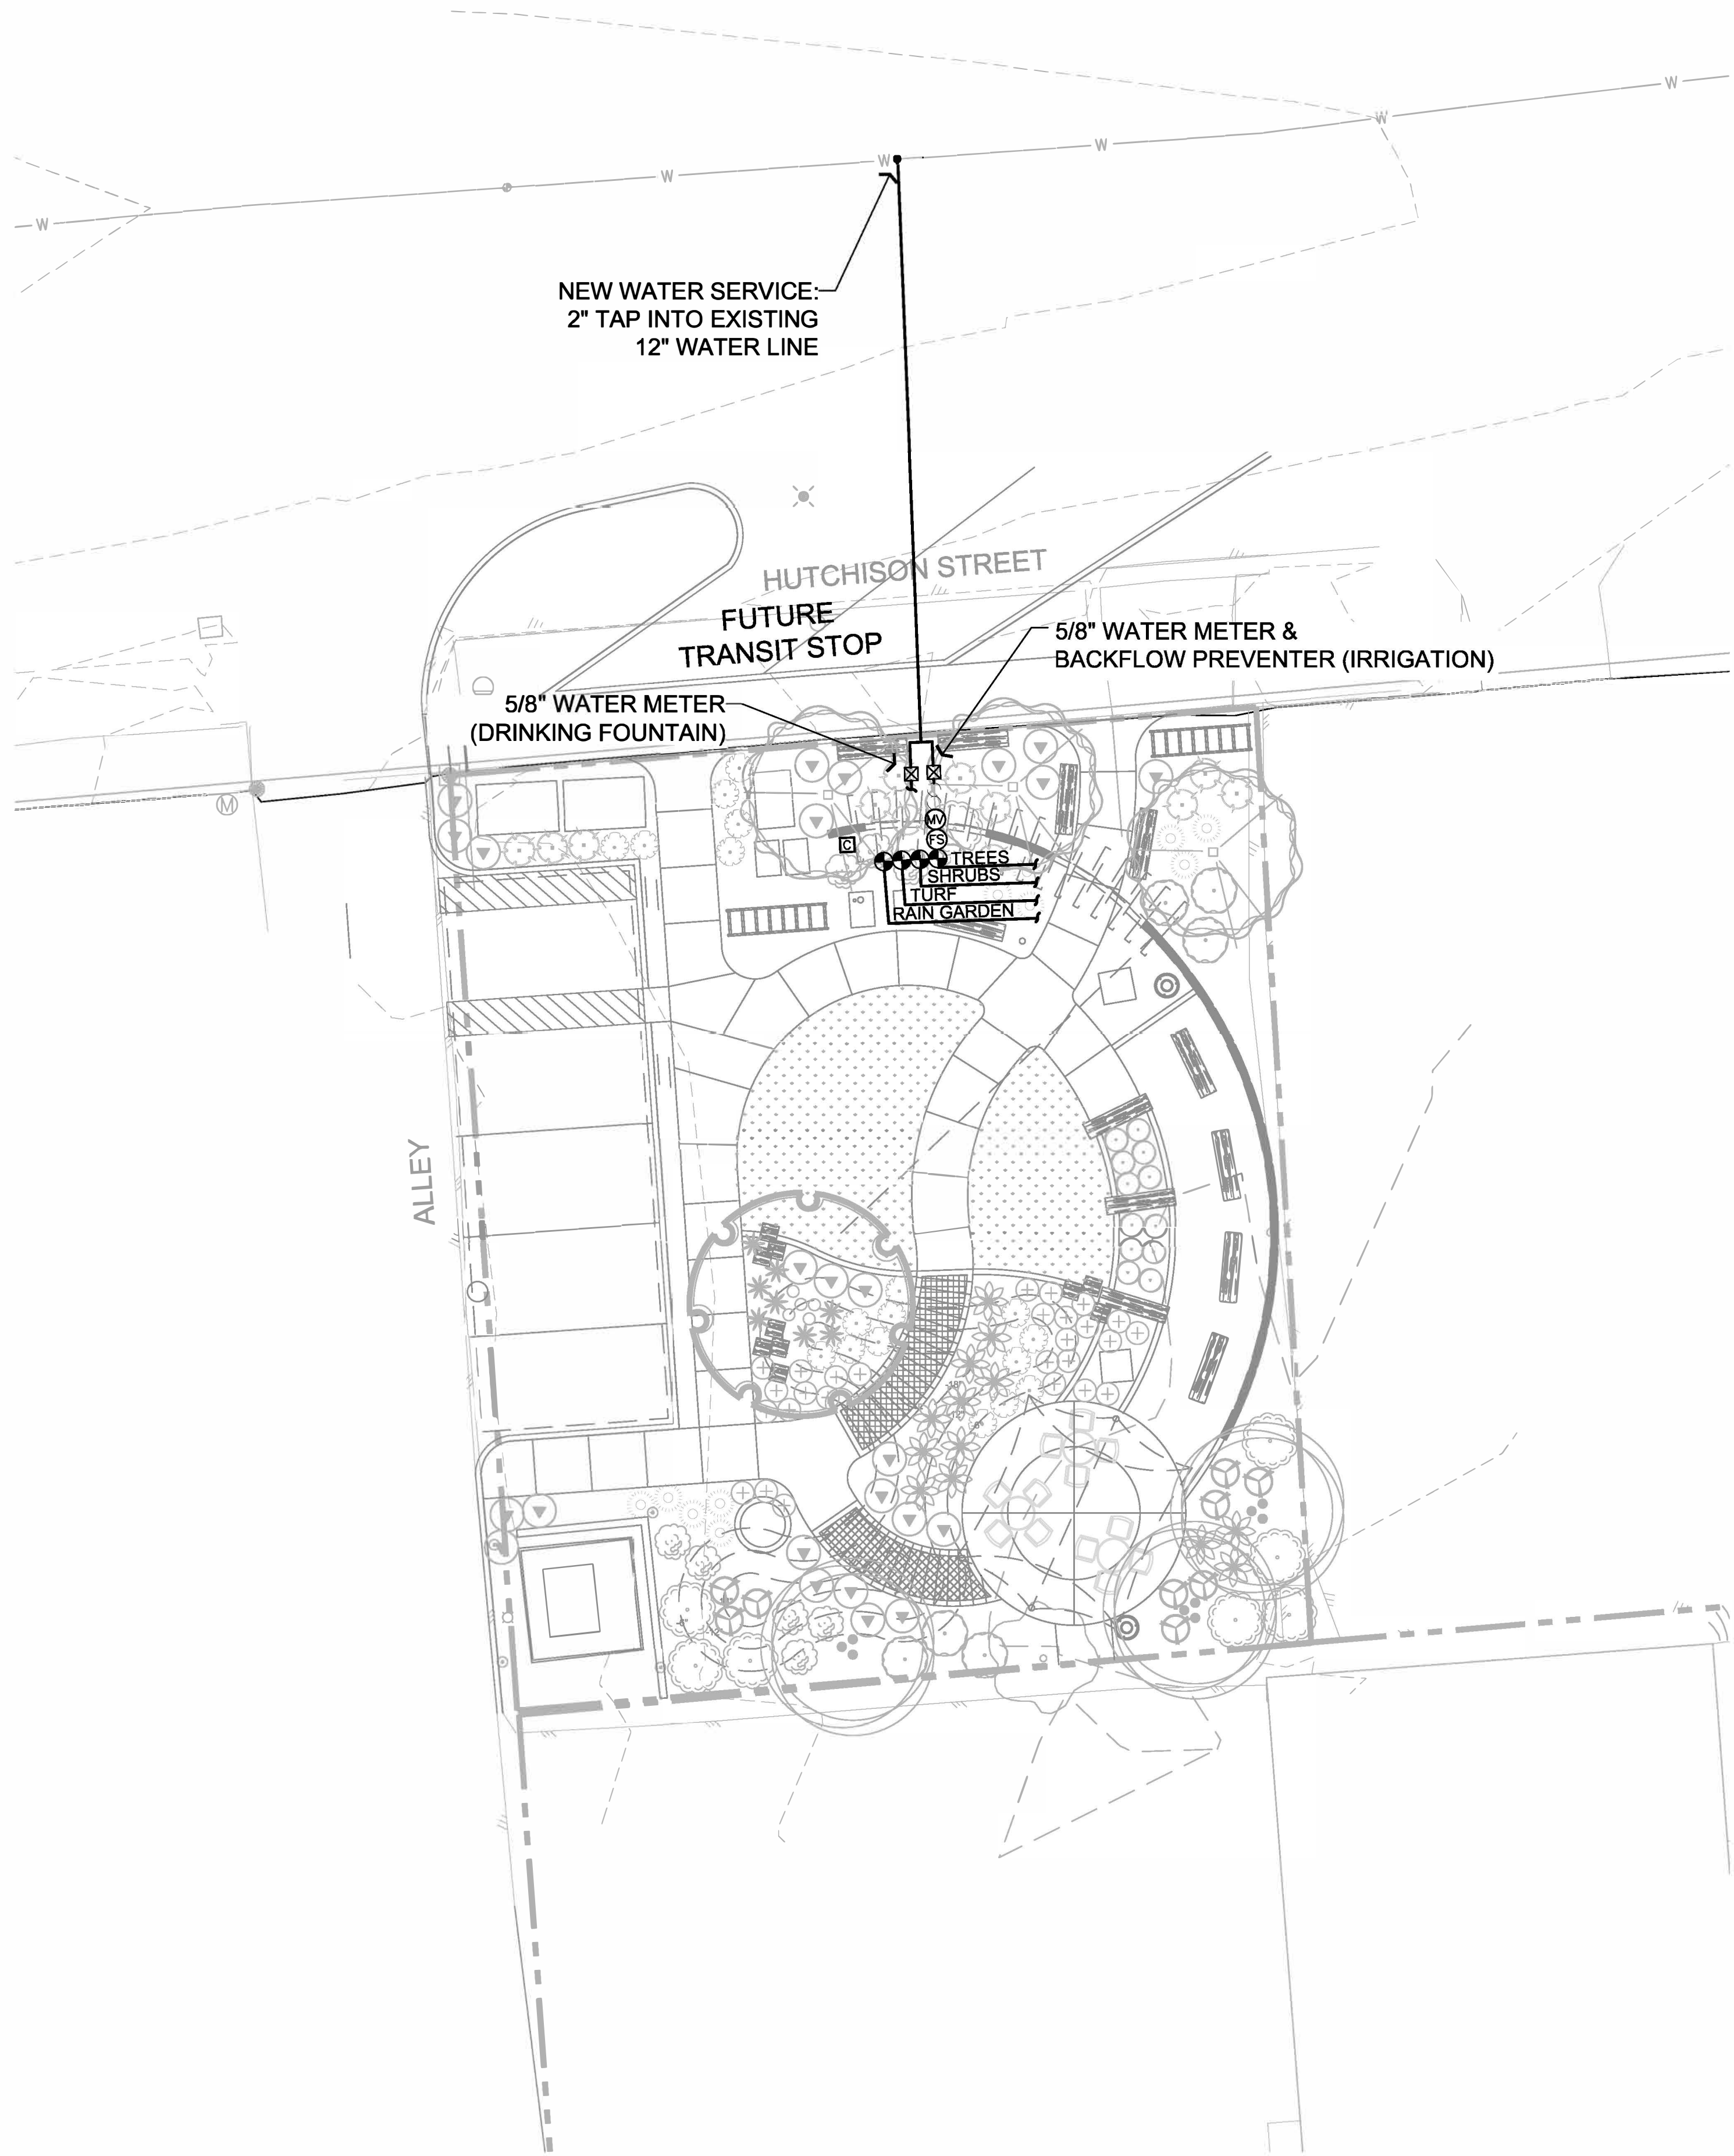 W
W
W
W
W
W
NEW WATER SERVICE:
2" TAP INTO EXISTING
12" WATER LINE
HUTCHISON STREET
FUTURE
TRANSIT STOP
5/8" WATER METER &
BACKFLOW PREVENTER (IRRIGATION)
5/8" WATER METER
(DRINKING FOUNTAIN)
M
MV
FS
C
TREES
SHRUBS
TURF
RAIN GARDEN
ALLEY